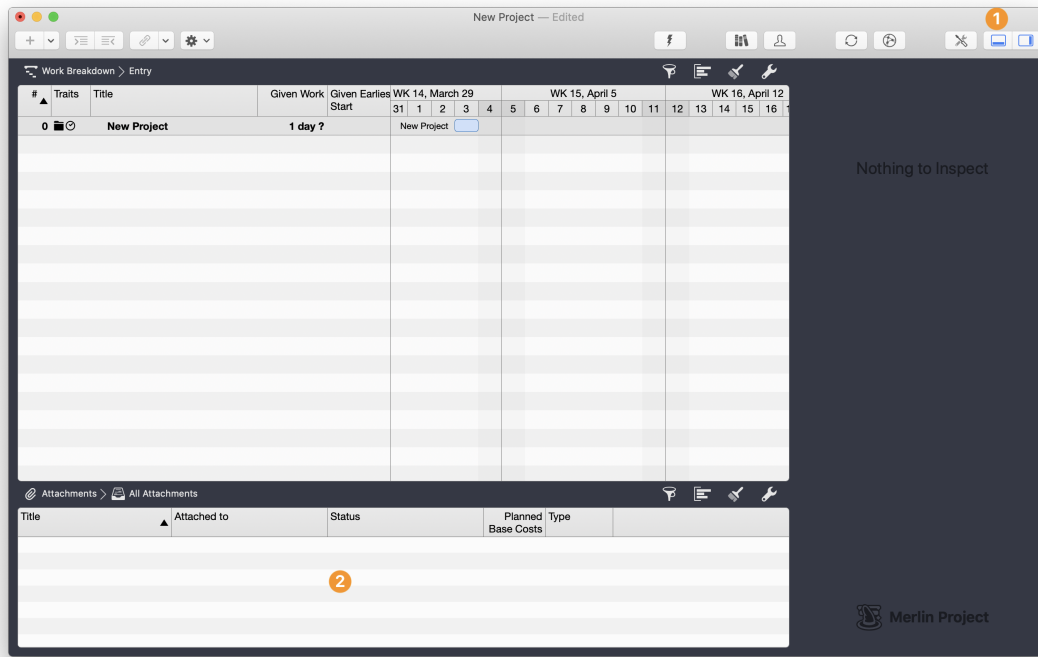 New Project — Edited
1
Work Breakdown > Entry
# Traits Title Given Work Given Earlies WK 14, March 29 WK 15, April 5 WK 16, April 12
Start 31 1 2 3 4 5 6 7 8 9 10 11 12 13 14 15 16
0 New Project 1 day ? New Project
Nothing to Inspect
Attachments > All Attachments
Title Attached to Status Planned Type
Base Costs
2
Merlin Project